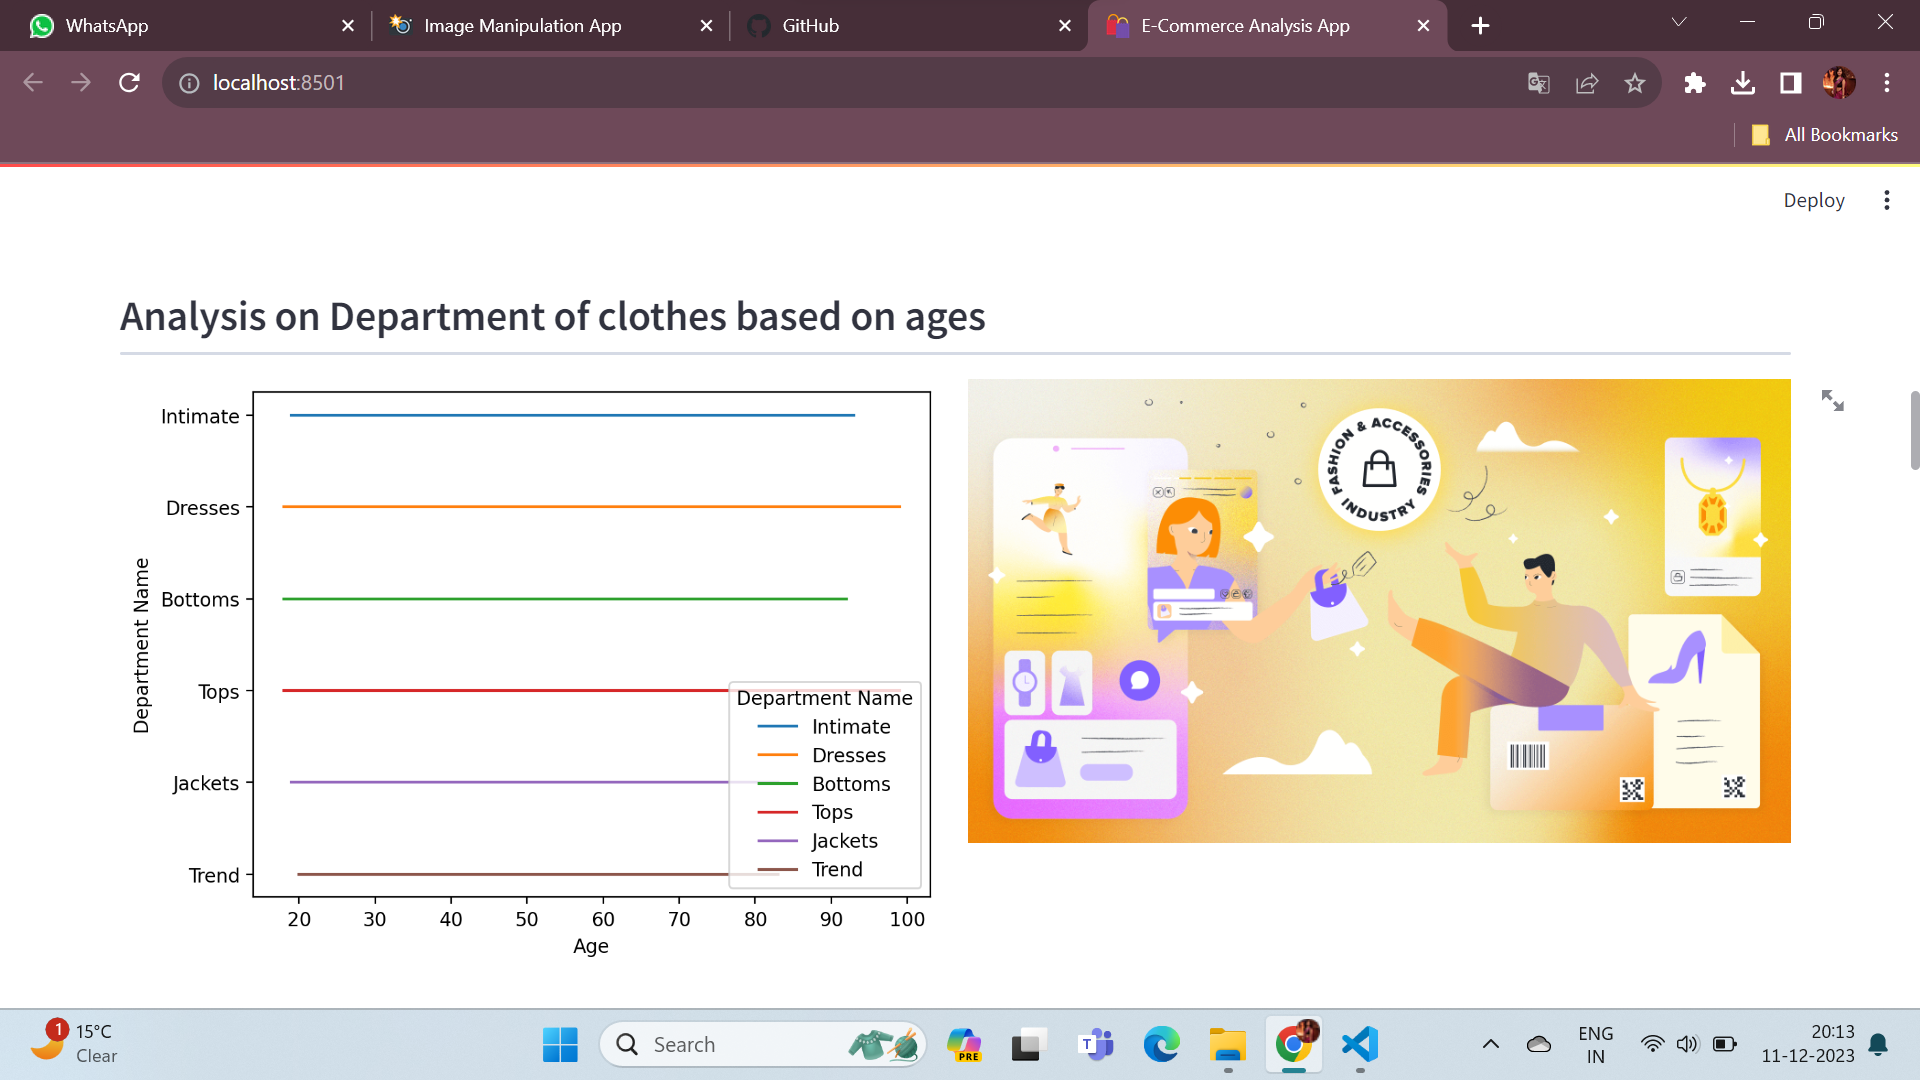 WhatsApp
Image Manipulation App
GitHub
E-Commerce Analysis App
localhost:8501
All Bookmarks
Deploy
Analysis on Department of clothes based on ages
Department Name
Intimate
Dresses
Bottoms
Tops
Jackets
Trend
Department Name
Intimate
Dresses
Bottoms
Tops
Jackets
Trend
20 30 40 50 60 70 80 90 100
Age
FASHION & ACCESSORIES
INDUSTRY
1
15°C
Clear
Search
PRE
T
ENG
IN
20:13
11-12-2023